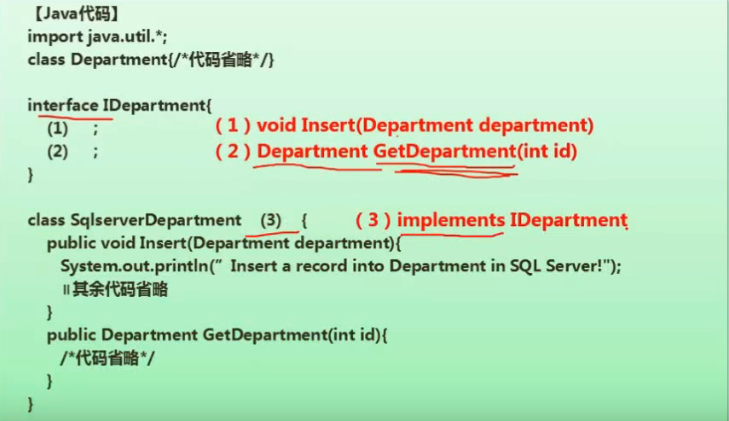 【Java代码】
import java.util.*;
class Department{/*代码省略*/}
interface IDepartment{
(1) ; (1)void Insert(Department department)
(2) ; (2)Department GetDepartment(int id)
}
class SqlserverDepartment (3) { (3)implements IDepartment
public void Insert(Department department){
System.out.println(” Insert a record into Department in SQL Server!");
॥其余代码省略
}
public Department GetDepartment(int id){
/*代码省略*/
}
}